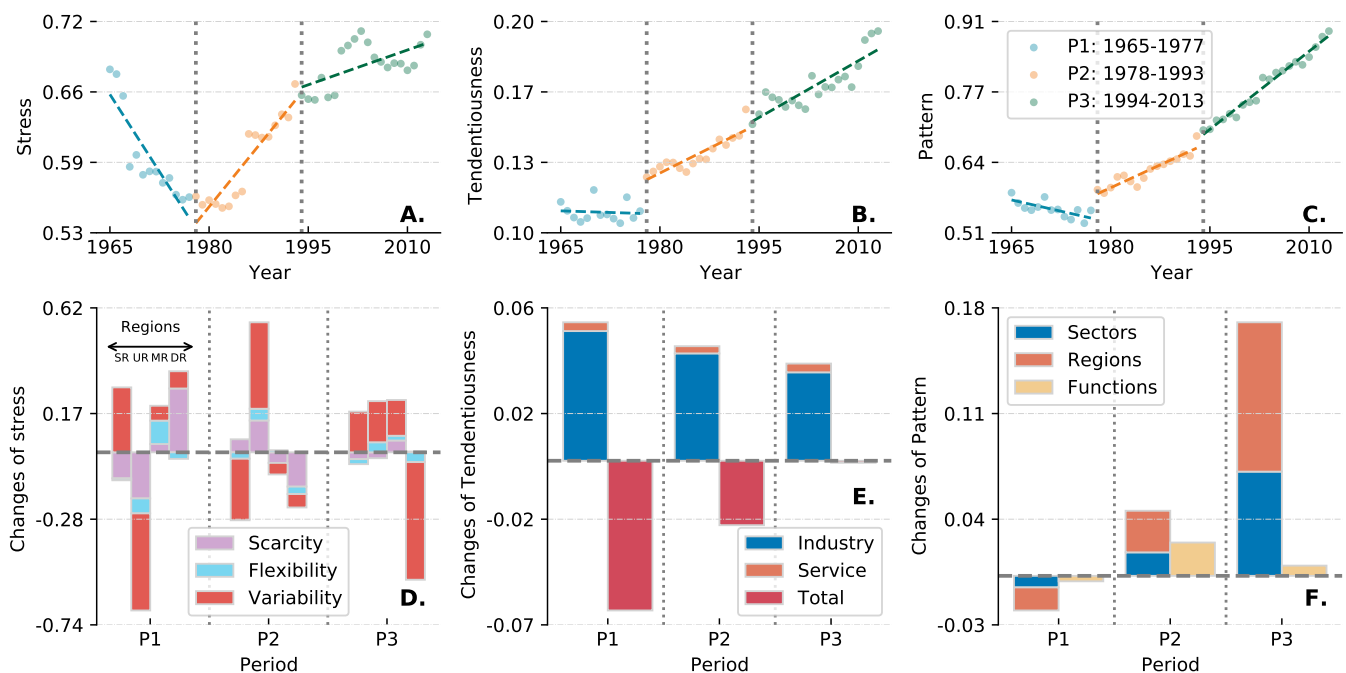 0.72
0.66
0.59
0.53
Stress
1965
1980
1995
2010
Year
A.
0.20
0.17
0.13
0.10
Tendentiousness
1965
1980
1995
2010
Year
B.
0.91
0.77
0.64
0.51
Pattern
P1: 1965-1977
P2: 1978-1993
P3: 1994-2013
1965
1980
1995
2010
Year
C.
0.62
0.17
-0.28
-0.74
Changes of stress
Regions
SR UR MR DR
Scarcity
Flexibility
Variability
D.
P1
P2
P3
Period
0.06
0.02
-0.02
-0.07
Changes of Tendentiousness
E.
Industry
Service
Total
P1
P2
P3
Period
0.18
0.11
0.04
-0.03
Changes of Pattern
Sectors
Regions
Functions
F.
P1
P2
P3
Period